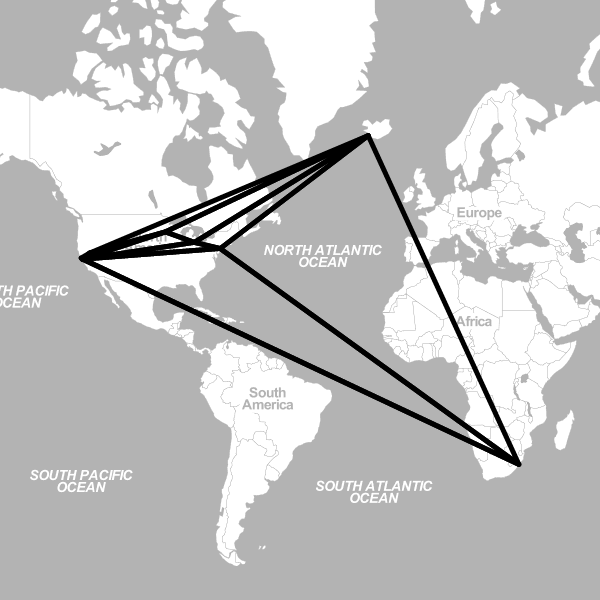 Europe
NORTH ATLANTIC
OCEAN
TH PACIFIC
OCEAN
Africa
South
America
SOUTH PACIFIC
OCEAN
SOUTH ATLANTIC
OCEAN